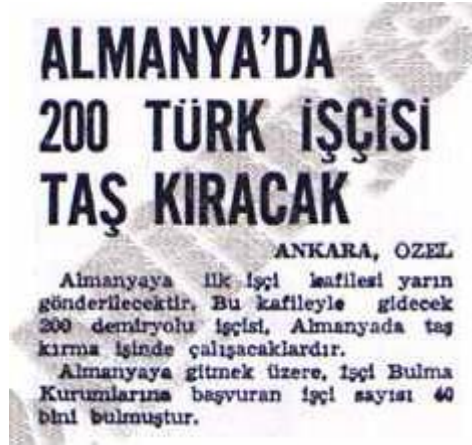 ALMANYA'DA
200 TÜRK İŞÇİSİ
TAŞ KIRACAK
ANKARA, ÖZEL
Almanyaya ilk işçi kafilesi yarın
gönderilecektir. Bu kafileyle gidecek
200 demiryolu işçisi, Almanyada taş
kırma işinde çalışacaklardır.
Almanyaya gitmek üzere, İşçi Bulma
Kurumlarına başvuran işçi sayısı 60
bini bulmuştur.